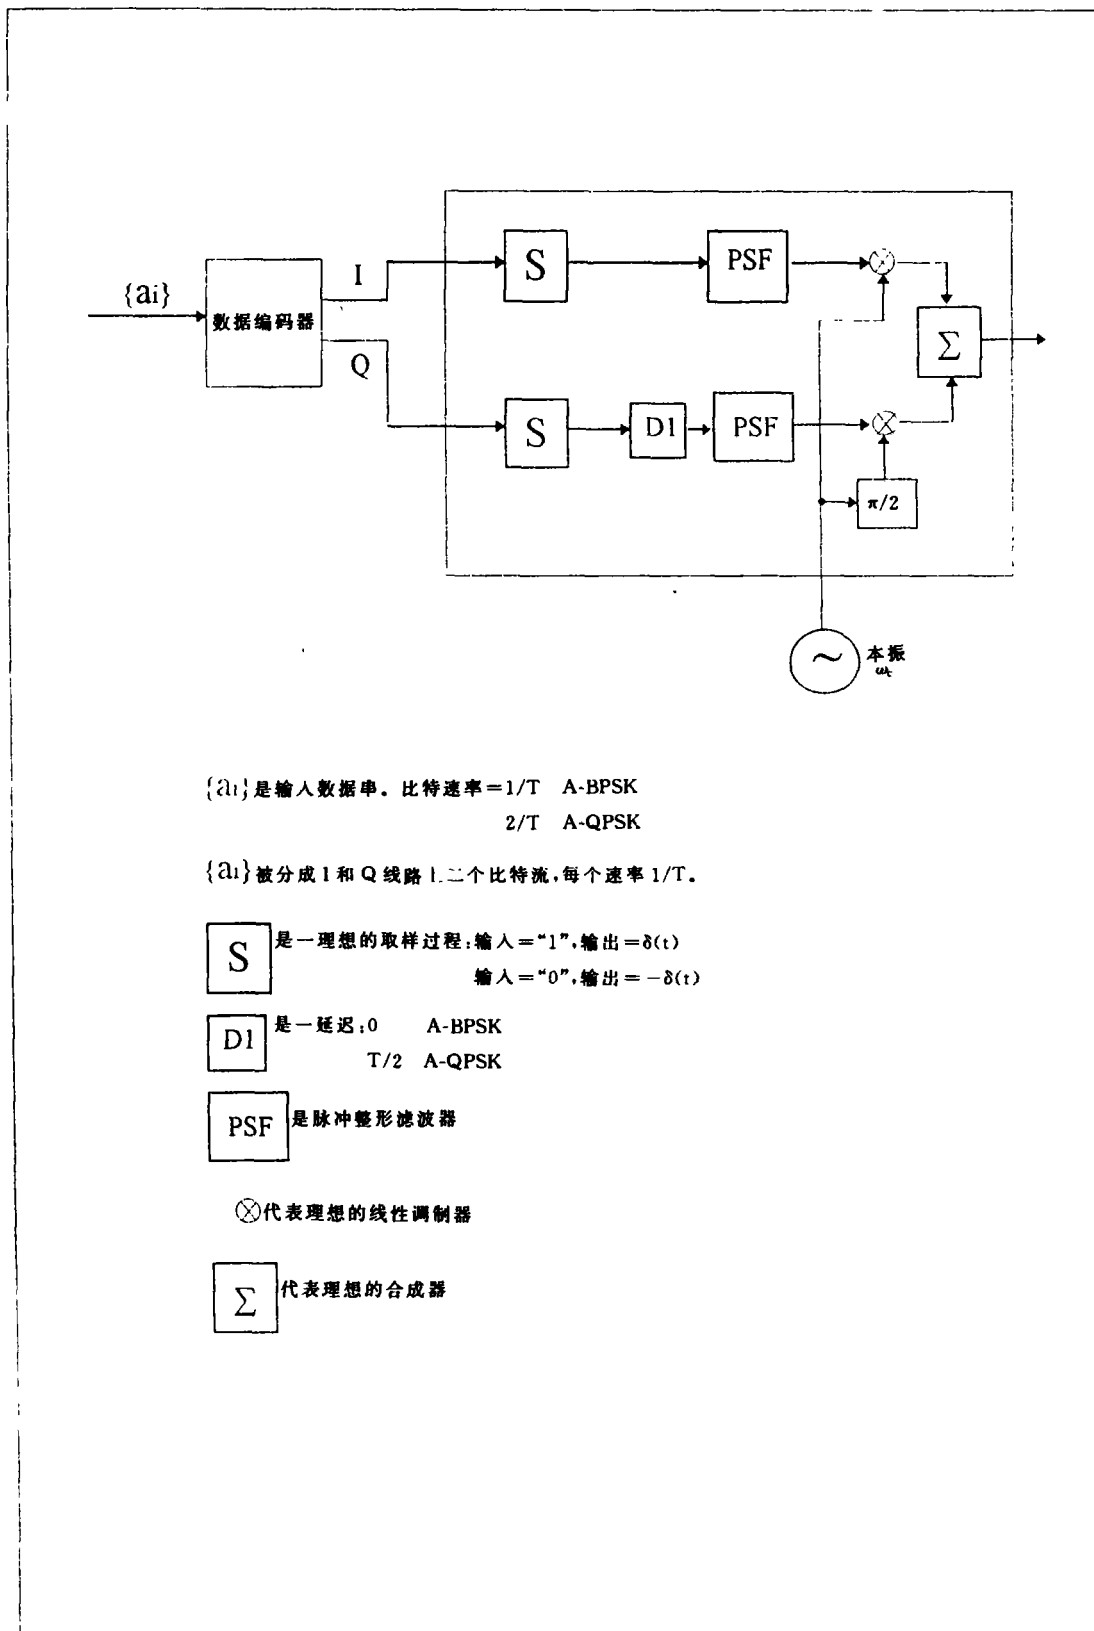 S
PSF
I
{ai}
数据编码器
Σ
Q
S
D1
PSF
π/2
~
本振
{ai}是输入数据串。比特速率=1/T A-BPSK
2/T A-QPSK
{ai}被分成I和Q线路上二个比特流,每个速率1/T。
S 是一理想的取样过程:输入=“1”,输出=δ(t)
输入=“0”,输出=-δ(t)
D1 是一延迟:0 A-BPSK
T/2 A-QPSK
PSF 是脉冲整形滤波器
⊗代表理想的线性调制器
Σ 代表理想的合成器